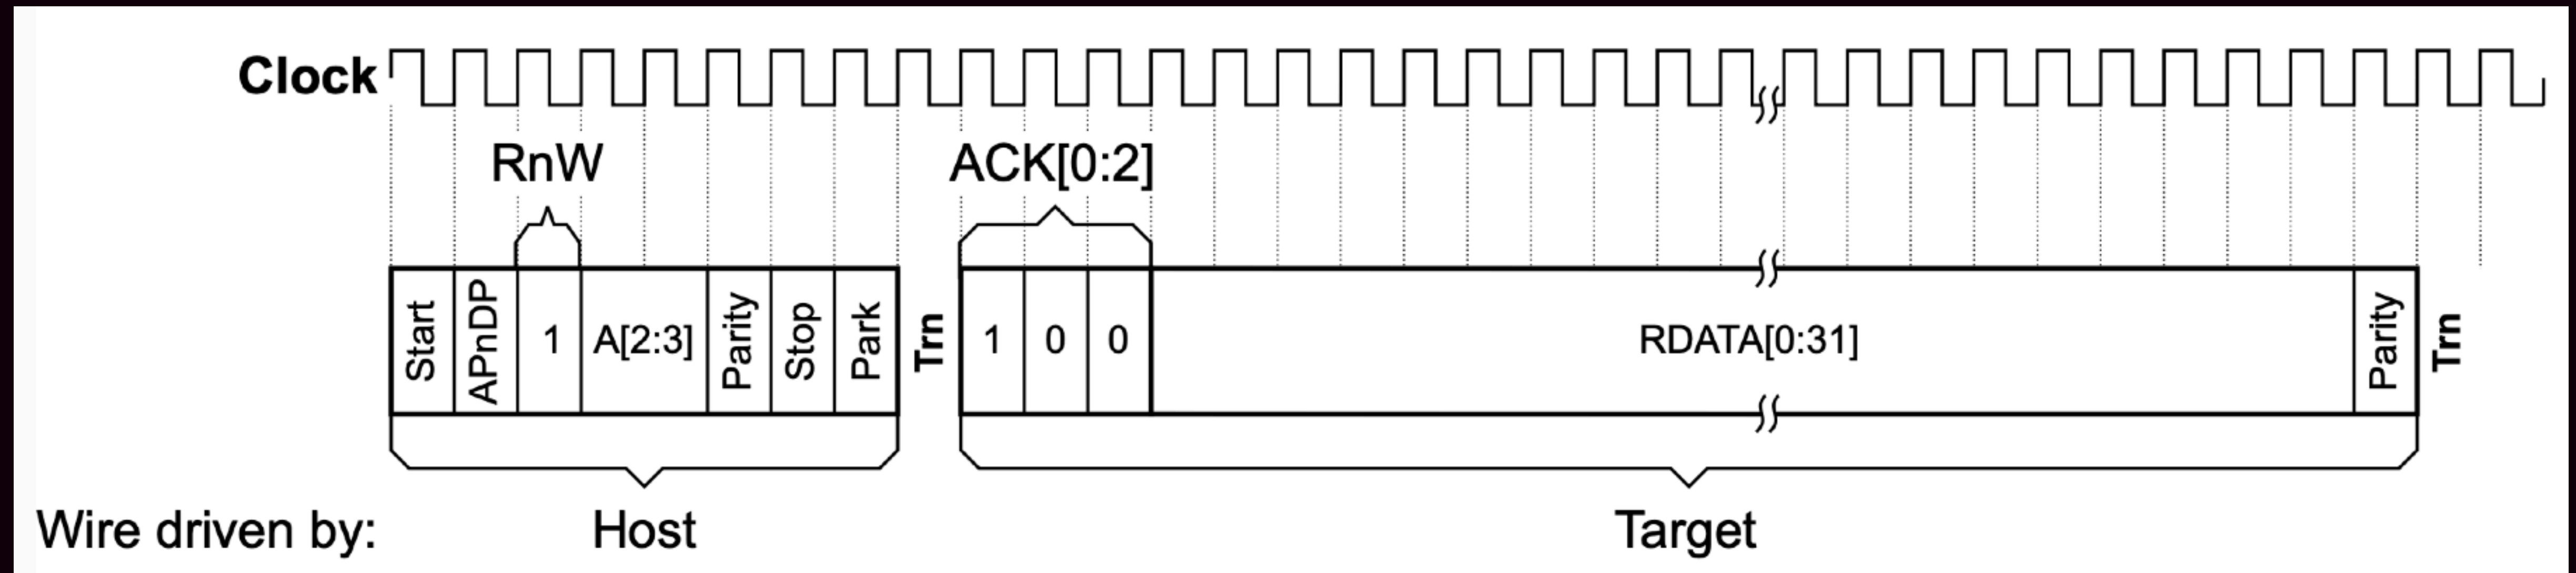 Clock
RnW
ACK[0:2]
Start APnDP 1 A[2:3] Parity Stop Park Trn 1 0 0 RDATA[0:31] Parity Trn
Wire driven by: Host Target